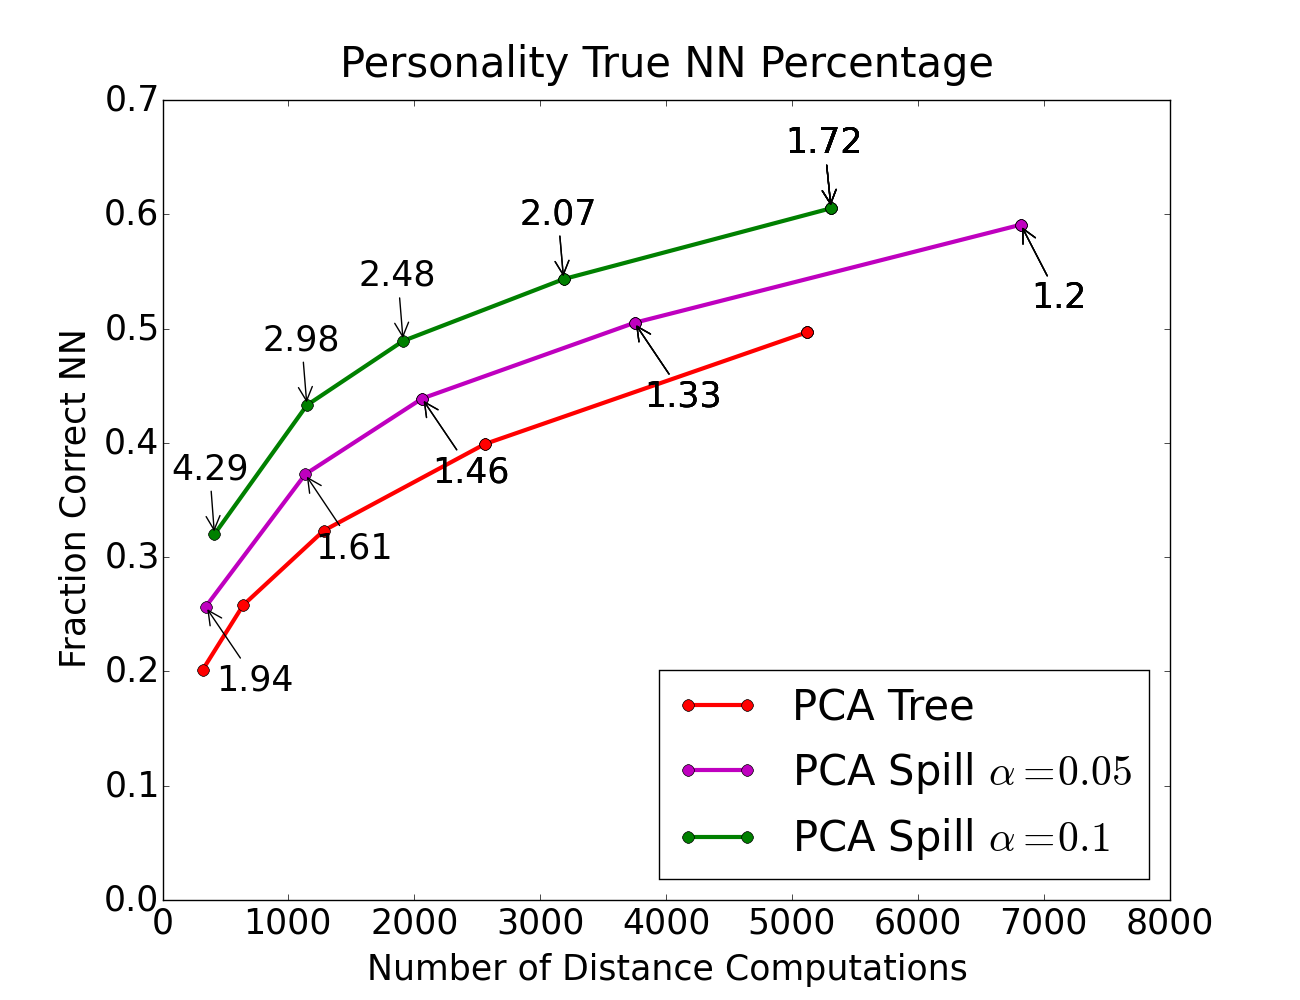 Personality True NN Percentage
0.7
0.6
0.5
0.4
0.3
0.2
0.1
0.0
Fraction Correct NN
1.72
2.07
2.48
2.98
4.29
1.2
1.33
1.46
1.61
1.94
PCA Tree
PCA Spill α=0.05
PCA Spill α=0.1
0 1000 2000 3000 4000 5000 6000 7000 8000
Number of Distance Computations